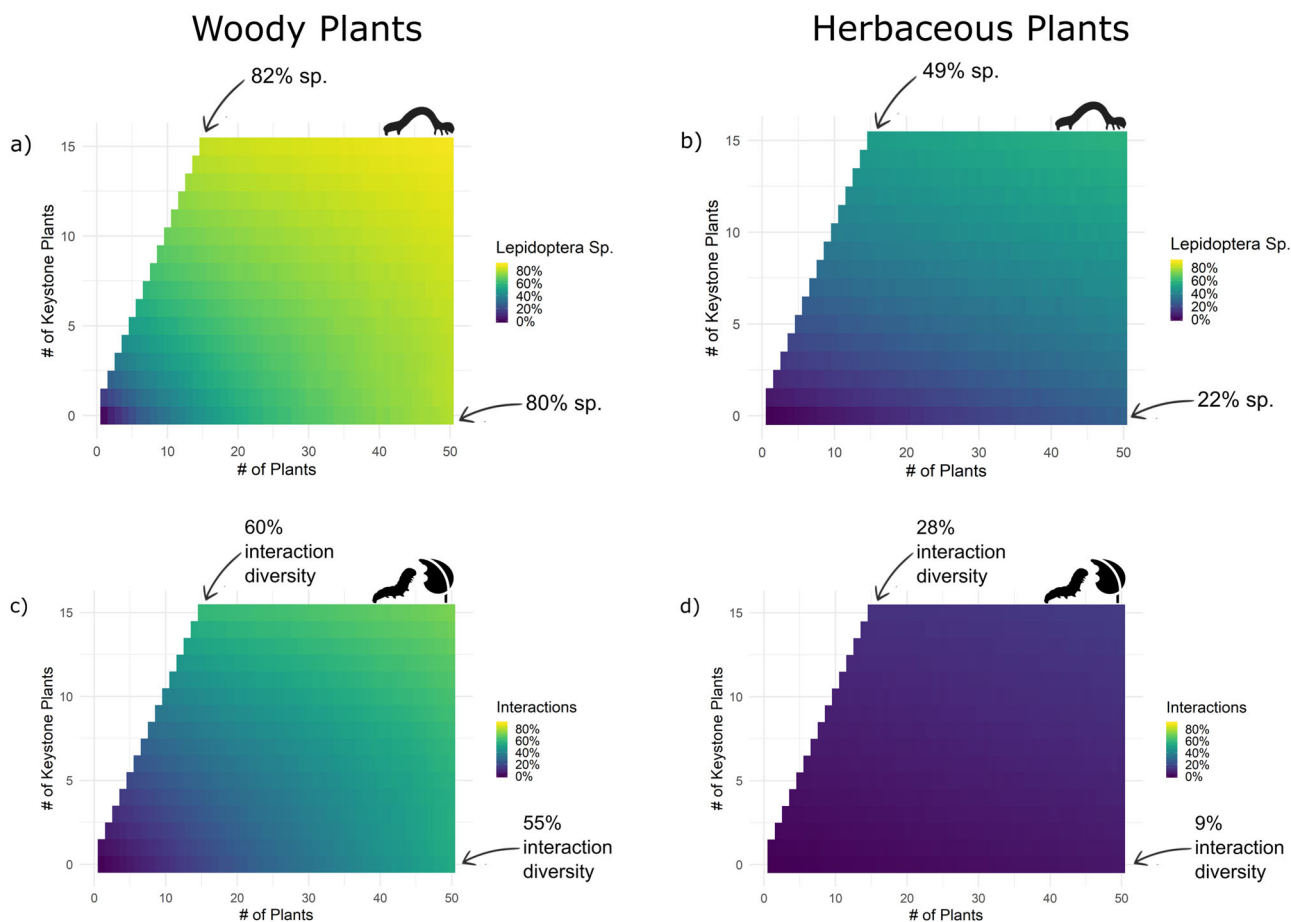 Woody Plants
Herbaceous Plants
82% sp.
49% sp.
a)
15
10
5
0
# of Keystone Plants
0 10 20 30 40 50
# of Plants
Lepidoptera Sp.
80%
60%
40%
20%
0%
80% sp.
b)
15
10
5
0
# of Keystone Plants
0 10 20 30 40 50
# of Plants
Lepidoptera Sp.
80%
60%
40%
20%
0%
22% sp.
60%
interaction
diversity
c)
15
10
5
0
# of Keystone Plants
0 10 20 30 40 50
# of Plants
Interactions
80%
60%
40%
20%
0%
55%
interaction
diversity
28%
interaction
diversity
d)
15
10
5
0
# of Keystone Plants
0 10 20 30 40 50
# of Plants
Interactions
80%
60%
40%
20%
0%
9%
interaction
diversity